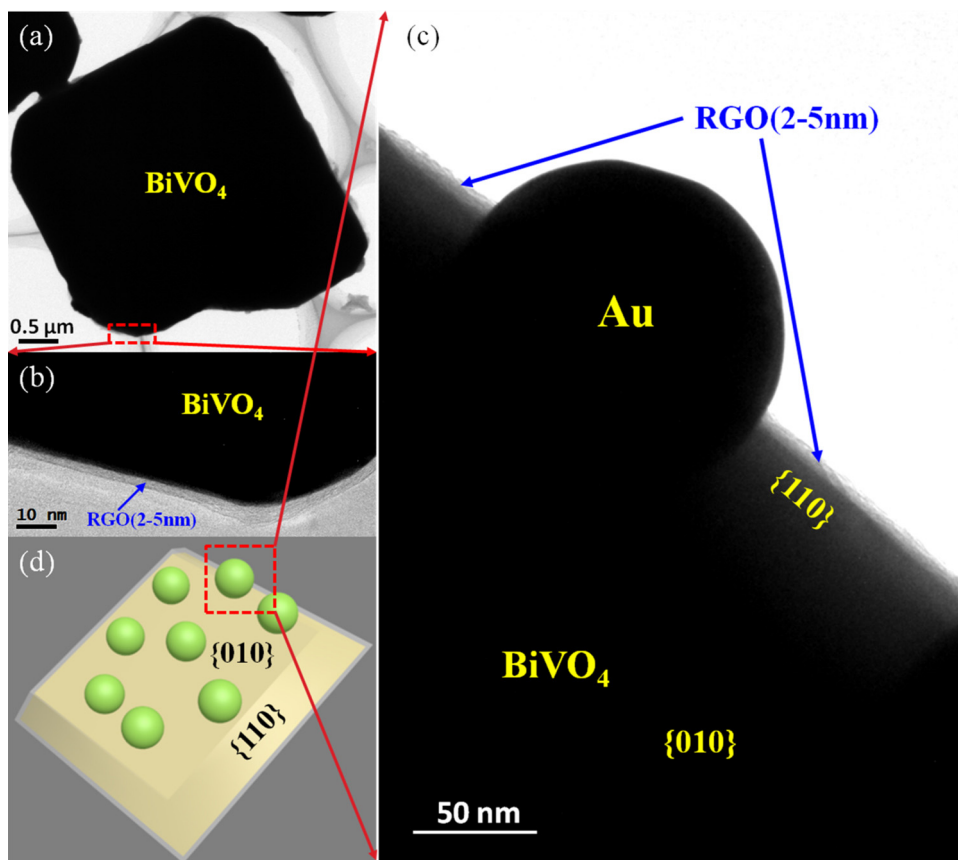 (a)
BiVO₄
0.5 µm
(b)
BiVO₄
10 nm
RGO(2-5nm)
(d)
{010}
{110}
(c)
RGO(2-5nm)
Au
{110}
BiVO₄
{010}
50 nm